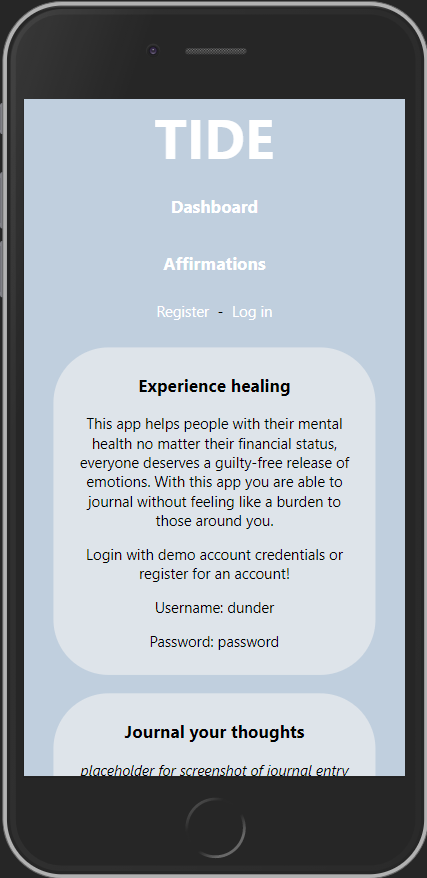 TIDE
Dashboard
Affirmations
Register - Log in
Experience healing
This app helps people with their mental
health no matter their financial status,
everyone deserves a guilty-free release of
emotions. With this app you are able to
journal without feeling like a burden to
those around you.
Login with demo account credentials or
register for an account!
Username: dunder
Password: password
Journal your thoughts
placeholder for screenshot of journal entry